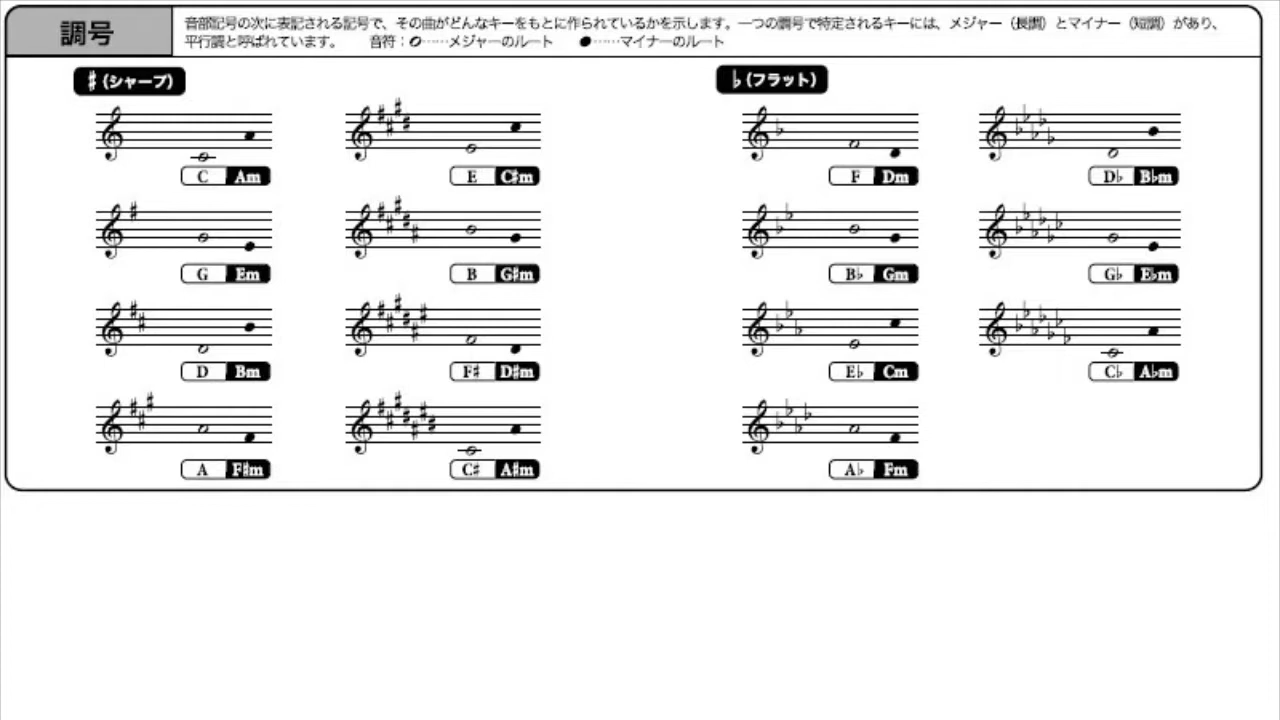 調号
音部記号の次に表記される記号で、その曲がどんなキーをもとに作られているかを示します。一つの調号で特定されるキーには、メジャー（長調）とマイナー（短調）があり、
平行調と呼ばれています。 音符：𝅗……メジャーのルート ●……マイナーのルート
♯（シャープ）
♭（フラット）
C Am
E C♯m
F Dm
D♭ B♭m
G Em
B G♯m
B♭ Gm
G♭ E♭m
D Bm
F♯ D♯m
E♭ Cm
C♭ A♭m
A F♯m
C♯ A♯m
A♭ Fm